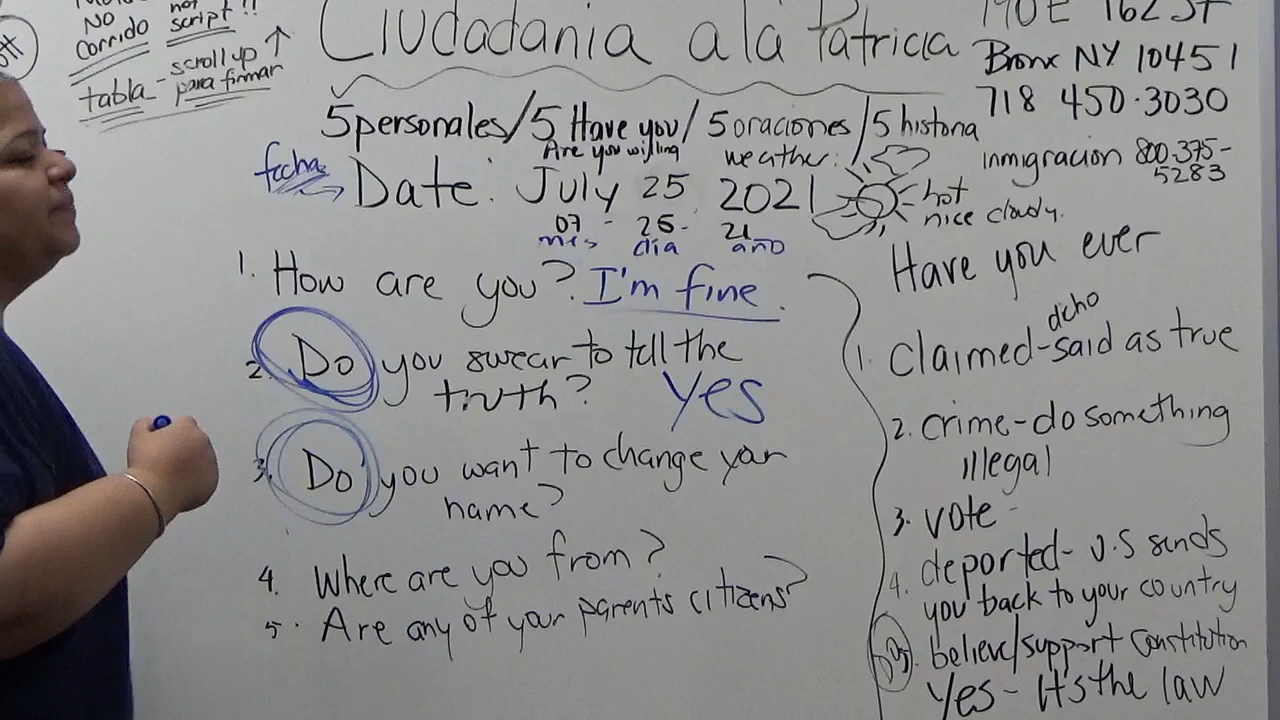 NO not script!!
Corrido
tabla - scroll up ↑
para firmar
Ciudadania a la Patricia
190 E 162 ST
Bronx NY 10451
718 450.3030
inmigracion 800.375-
5283
5 personales/5 Have you/5 oraciones/5 historia
Are you willing
weather:
fecha → Date: July 25 2021
07 - 25 - 21
mes dia año
hot
nice cloudy.
1. How are you? I'm fine.
2. Do you swear to tell the
truth? Yes
3. Do you want to change your
name?
4. Where are you from?
5. Are any of your parents citizens?
Have you ever
dicho
1. Claimed - said as true
2. crime - do something
illegal
3. vote -
4. deported - U.S sends
you back to your country
believe/support constitution
Yes - It's the law